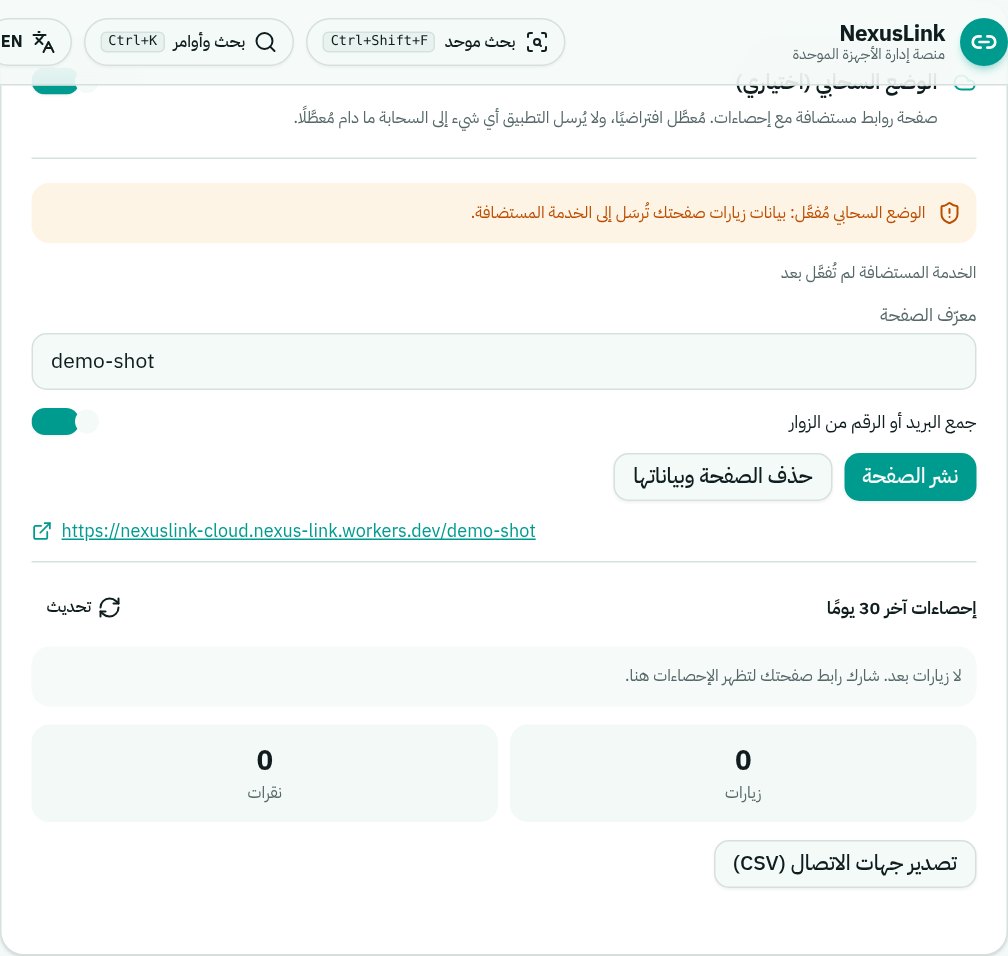 NexusLink
منصة إدارة الأجهزة الموحدة
بحث موحد Ctrl+Shift+F
بحث وأوامر Ctrl+K
EN
الوضع السحابي (اختياري)
صفحة روابط مستضافة مع إحصاءات. مُعطَّل افتراضيًا، ولا يُرسل التطبيق أي شيء إلى السحابة ما دام مُعطَّلًا.
الوضع السحابي مُفعَّل: بيانات زيارات صفحتك تُرسَل إلى الخدمة المستضافة.
الخدمة المستضافة لم تُفعَّل بعد
معرّف الصفحة
demo-shot
جمع البريد أو الرقم من الزوار
نشر الصفحة
حذف الصفحة وبياناتها
https://nexuslink-cloud.nexus-link.workers.dev/demo-shot
إحصاءات آخر 30 يومًا
تحديث
لا زيارات بعد. شارك رابط صفحتك لتظهر الإحصاءات هنا.
0
زيارات
0
نقرات
تصدير جهات الاتصال (CSV)